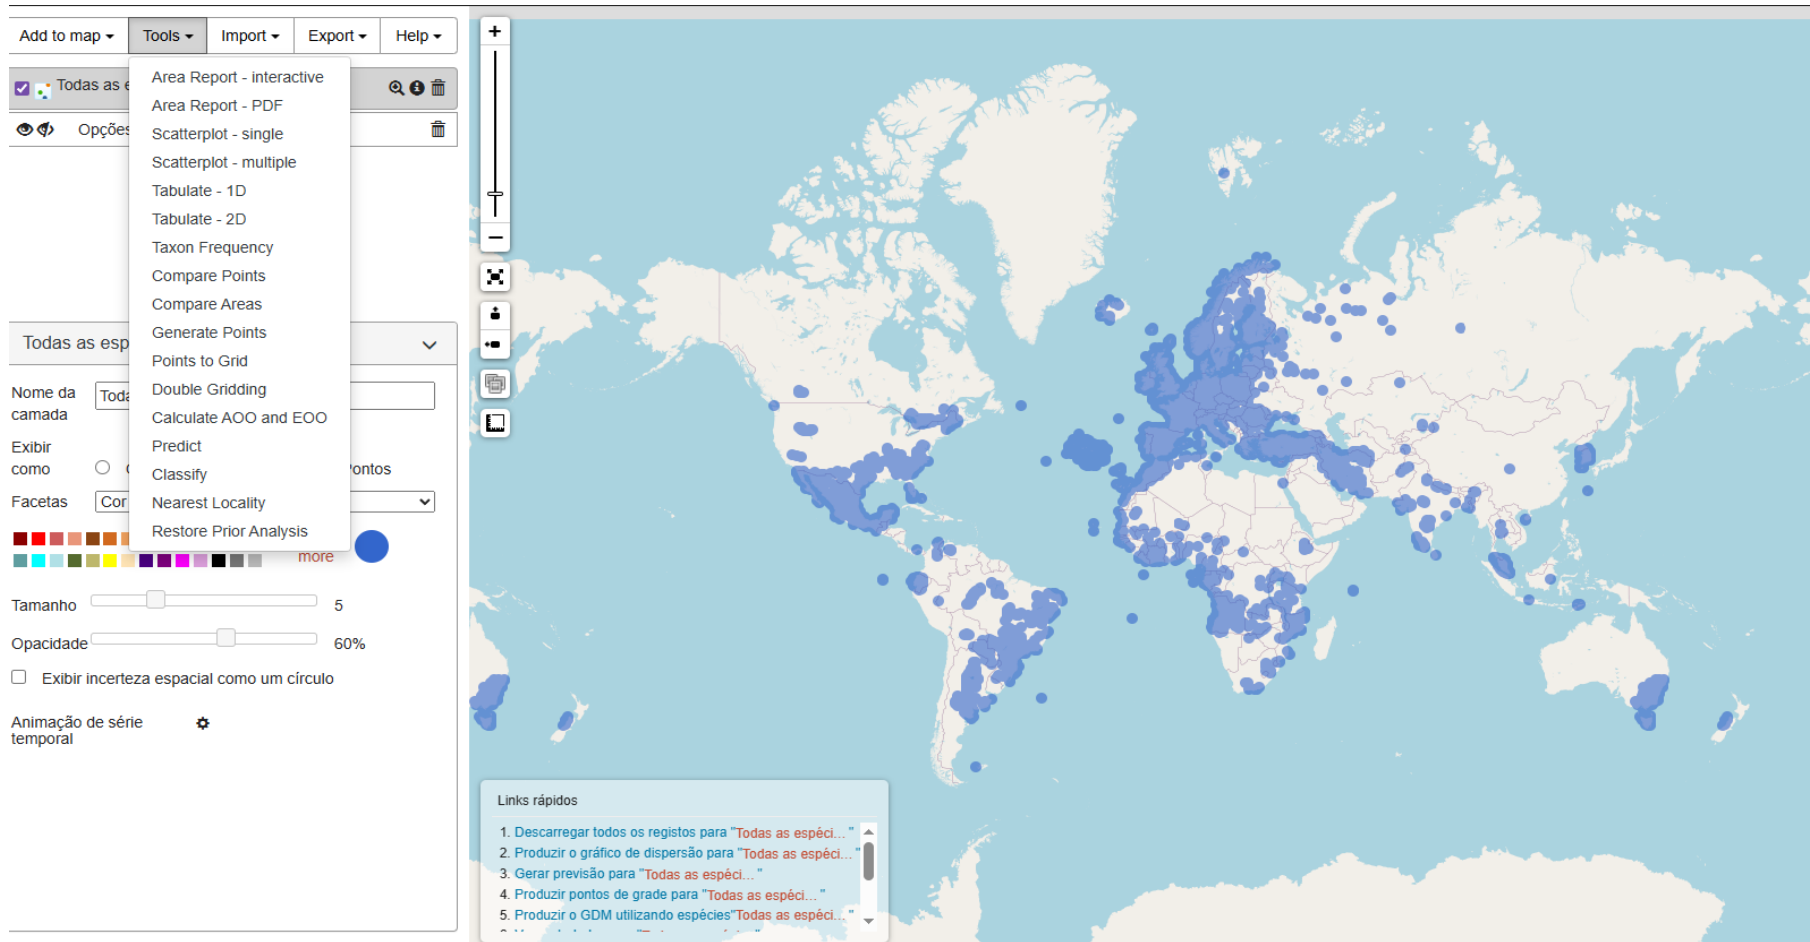 Add to map
Tools
Import
Export
Help
Todas as e
Opções
Area Report - interactive
Area Report - PDF
Scatterplot - single
Scatterplot - multiple
Tabulate - 1D
Tabulate - 2D
Taxon Frequency
Compare Points
Compare Areas
Generate Points
Points to Grid
Double Gridding
Calculate AOO and EOO
Predict
Classify
Nearest Locality
Restore Prior Analysis
Todas as esp
Nome da
camada
Toda
Exibir
como
ontos
Facetas
Cor
more
Tamanho
5
Opacidade
60%
Exibir incerteza espacial como um círculo
Animação de série
temporal
Links rápidos
1. Descarregar todos os registos para "Todas as espéci... "
2. Produzir o gráfico de dispersão para "Todas as espéci... "
3. Gerar previsão para "Todas as espéci... "
4. Produzir pontos de grade para "Todas as espéci... "
5. Produzir o GDM utilizando espécies"Todas as espéci... "